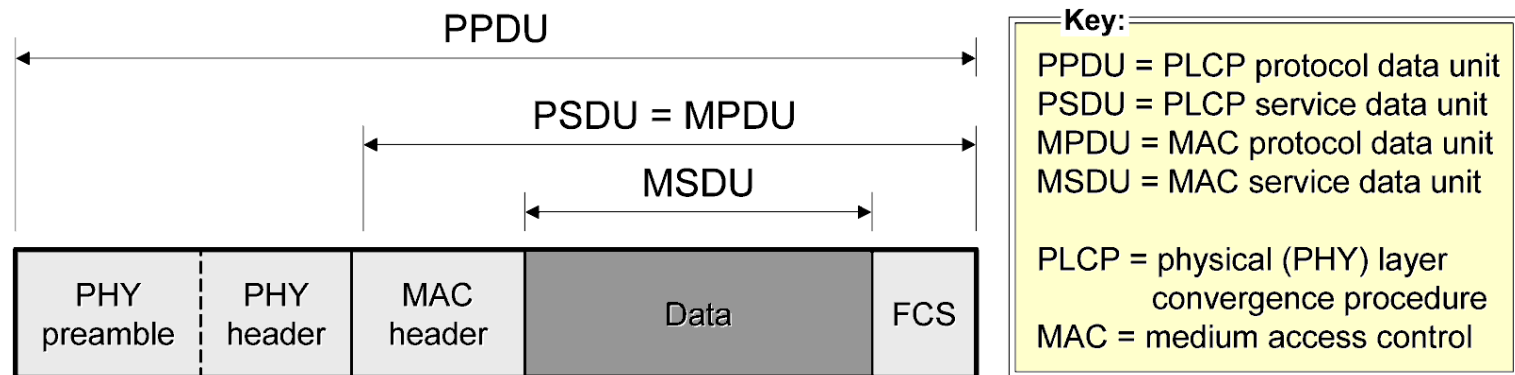 PPDU
PSDU = MPDU
MSDU
PHY
preamble
PHY
header
MAC
header
Data
FCS
Key:
PPDU = PLCP protocol data unit
PSDU = PLCP service data unit
MPDU = MAC protocol data unit
MSDU = MAC service data unit
PLCP = physical (PHY) layer
convergence procedure
MAC = medium access control